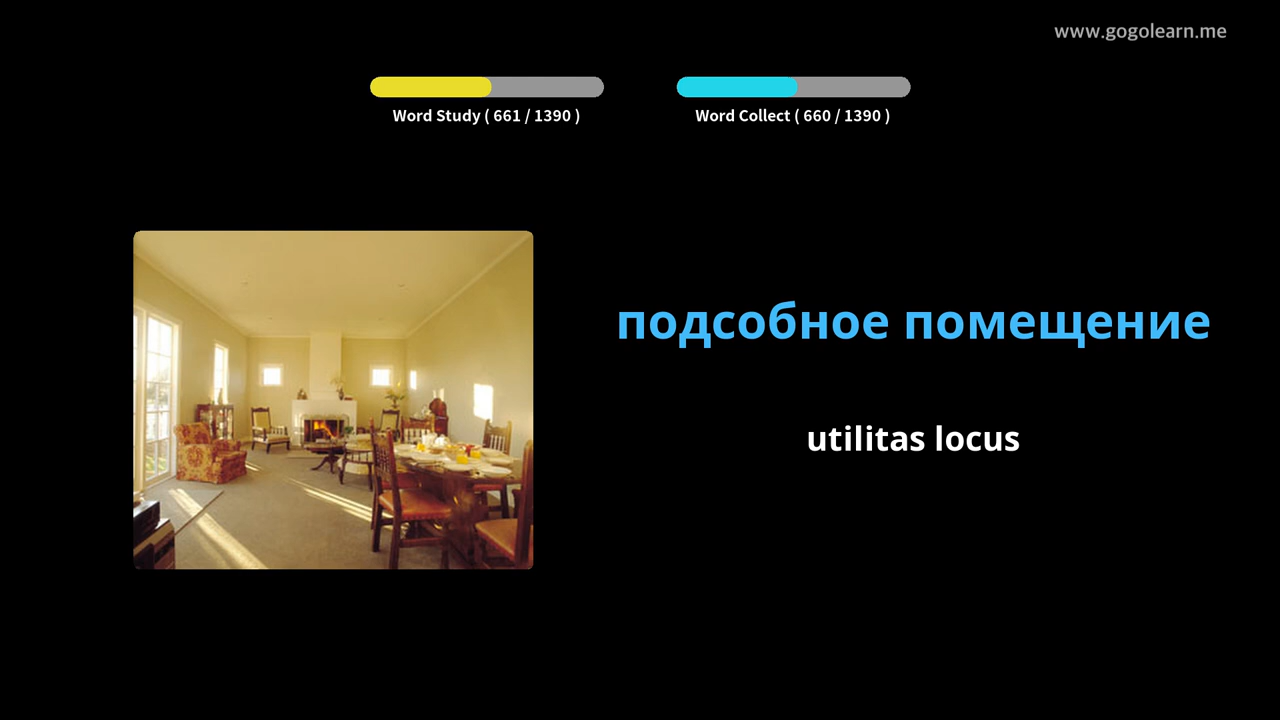 www.gogolearn.me
Word Study ( 661 / 1390 )
Word Collect ( 660 / 1390 )
подсобное помещение
utilitas locus